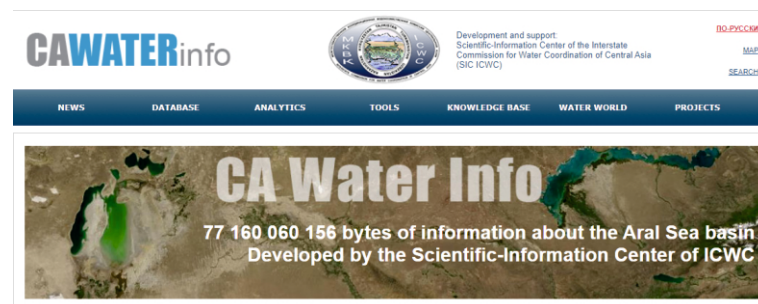 CAWATERinfo
МКВК
ICWC
Development and support:
Scientific-Information Center of the Interstate
Commission for Water Coordination of Central Asia
(SIC ICWC)
MAP
SEARCH
NEWS DATABASE ANALYTICS TOOLS KNOWLEDGE BASE WATER WORLD PROJECTS
CA Water Info
77 160 060 156 bytes of information about the Aral Sea basin
Developed by the Scientific-Information Center of ICWC